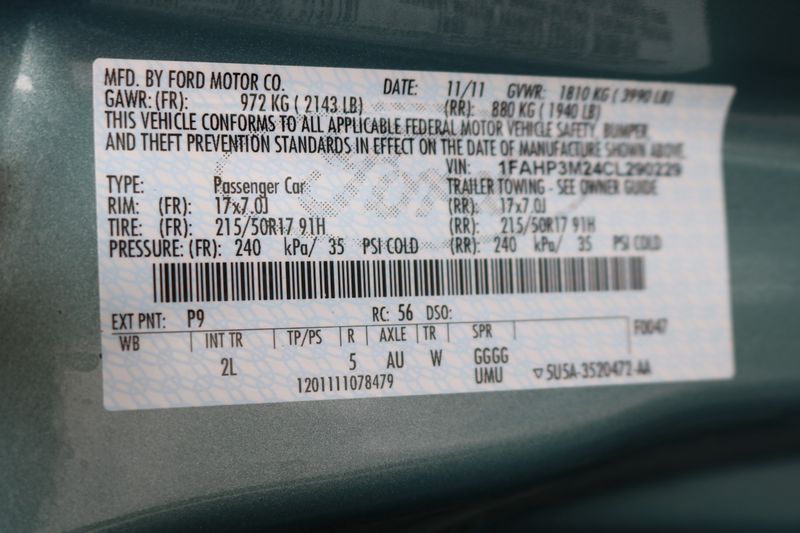 MFD. BY FORD MOTOR CO. DATE: 11/11 GVWR: 1810 KG ( 3990 LB)
GAWR: (FR): 972 KG ( 2143 LB) (RR): 880 KG ( 1940 LB)
THIS VEHICLE CONFORMS TO ALL APPLICABLE FEDERAL MOTOR VEHICLE SAFETY, BUMPER,
AND THEFT PREVENTION STANDARDS IN EFFECT ON THE DATE OF MANUFACTURE SHOWN ABOVE.
VIN: 1FAHP3M24CL290229
TYPE: Passenger Car TRAILER TOWING - SEE OWNER GUIDE
RIM: (FR): 17x7.0J (RR): 17x7.0J
TIRE: (FR): 215/50R17 91H (RR): 215/50R17 91H
PRESSURE: (FR): 240 kPa/ 35 PSI COLD (RR): 240 kPa/ 35 PSI COLD
EXT PNT: P9 RC: 56 DSO:
WB INT TR TP/PS R AXLE TR SPR F0047
2L 5 AU W GGGG
1201111078479 UMU ▽5U5A-3520472-AA